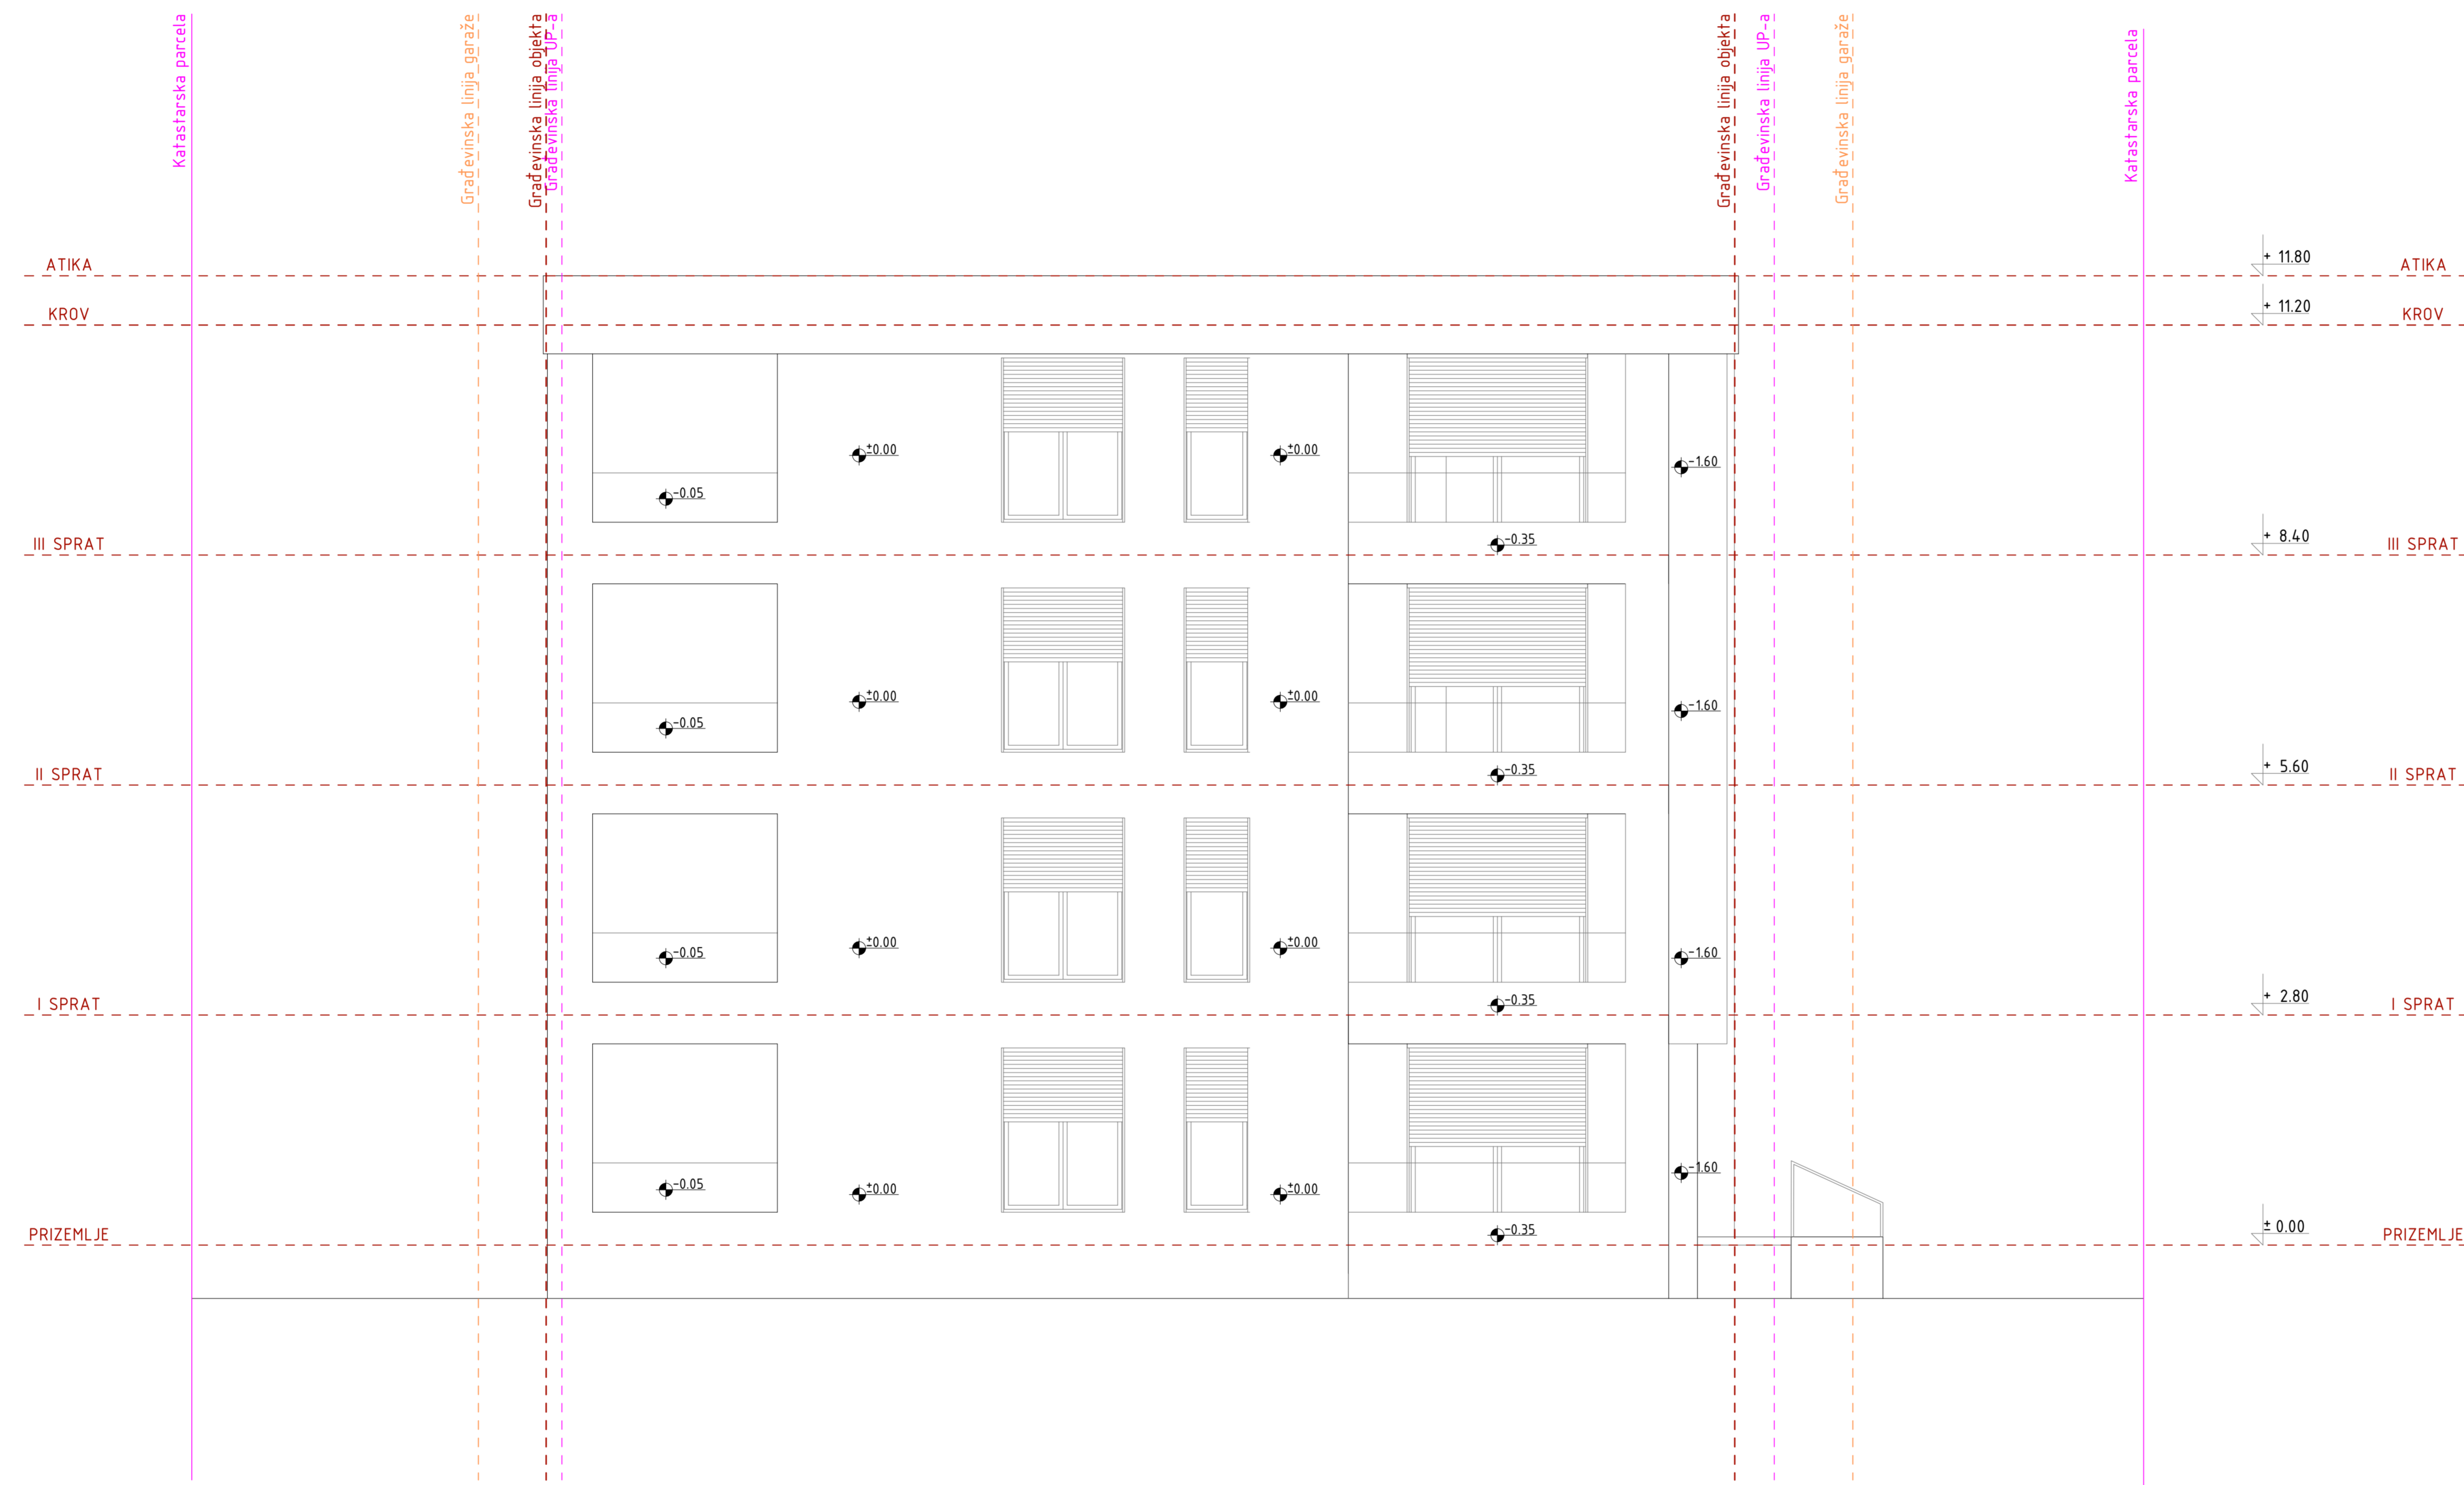 Katastarska parcela
Građevinska linija garaže
Građevinska linija objekta
Građevinska linija UP-a
Građevinska linija objekta
Građevinska linija UP-a
Građevinska linija garaže
Katastarska parcela
ATIKA
+ 11.80
ATIKA
KROV
+ 11.20
KROV
±0.00
±0.00
-1.60
-0.05
III SPRAT
-0.35
+ 8.40
III SPRAT
±0.00
±0.00
-1.60
-0.05
II SPRAT
-0.35
+ 5.60
II SPRAT
±0.00
±0.00
-1.60
-0.05
I SPRAT
-0.35
+ 2.80
I SPRAT
-1.60
-0.05
±0.00
±0.00
PRIZEMLJE
-0.35
± 0.00
PRIZEMLJE